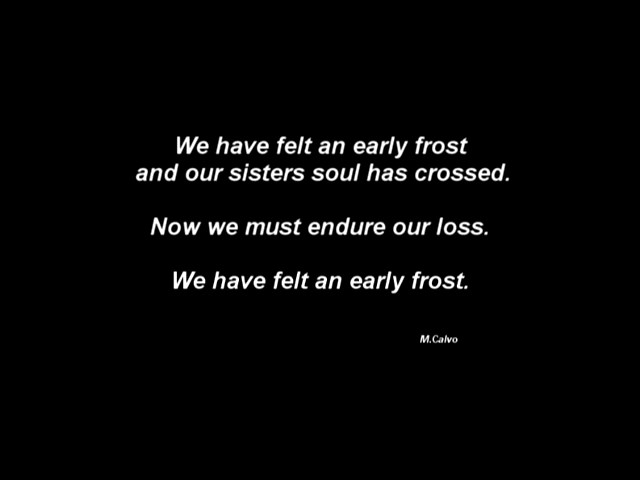 We have felt an early frost
and our sisters soul has crossed.
Now we must endure our loss.
We have felt an early frost.
M.Calvo